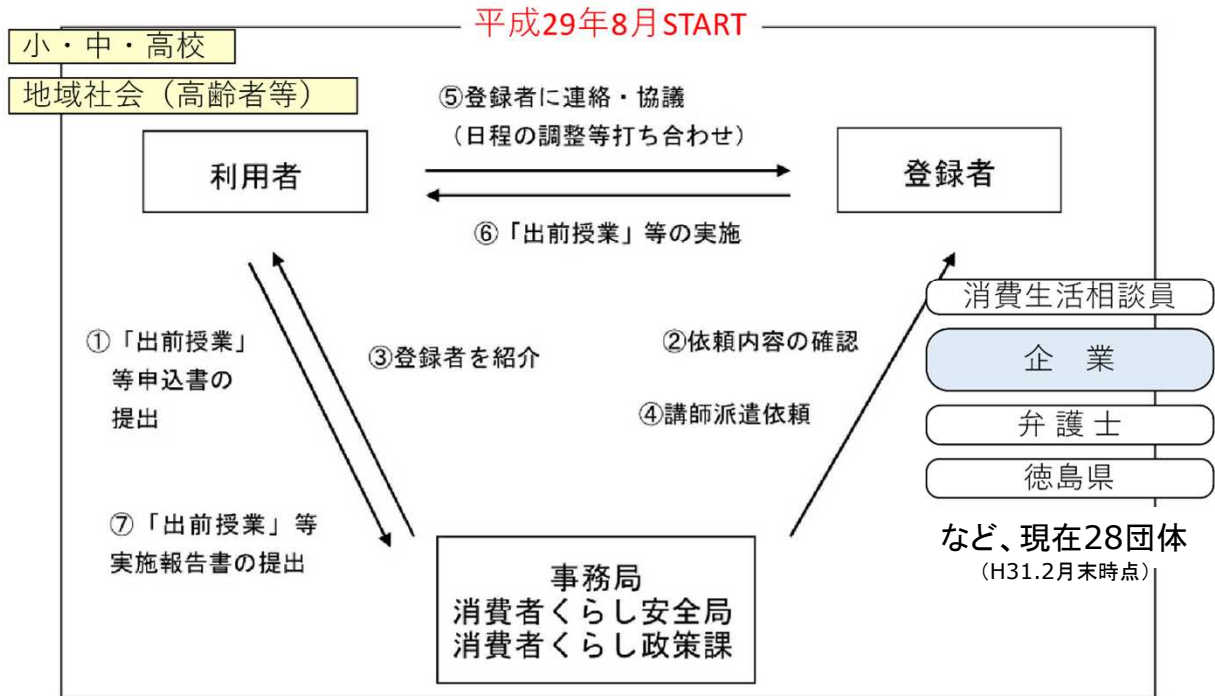 平成29年8月START
小・中・高校
地域社会(高齢者等)
⑤登録者に連絡・協議
(日程の調整等打ち合わせ)
利用者
登録者
⑥「出前授業」等の実施
①「出前授業」
等申込書の
提出
③登録者を紹介
②依頼内容の確認
④講師派遣依頼
消費生活相談員
企 業
弁 護 士
徳島県
など、現在28団体
(H31.2月末時点)
⑦「出前授業」等
実施報告書の提出
事務局
消費者くらし安全局
消費者くらし政策課